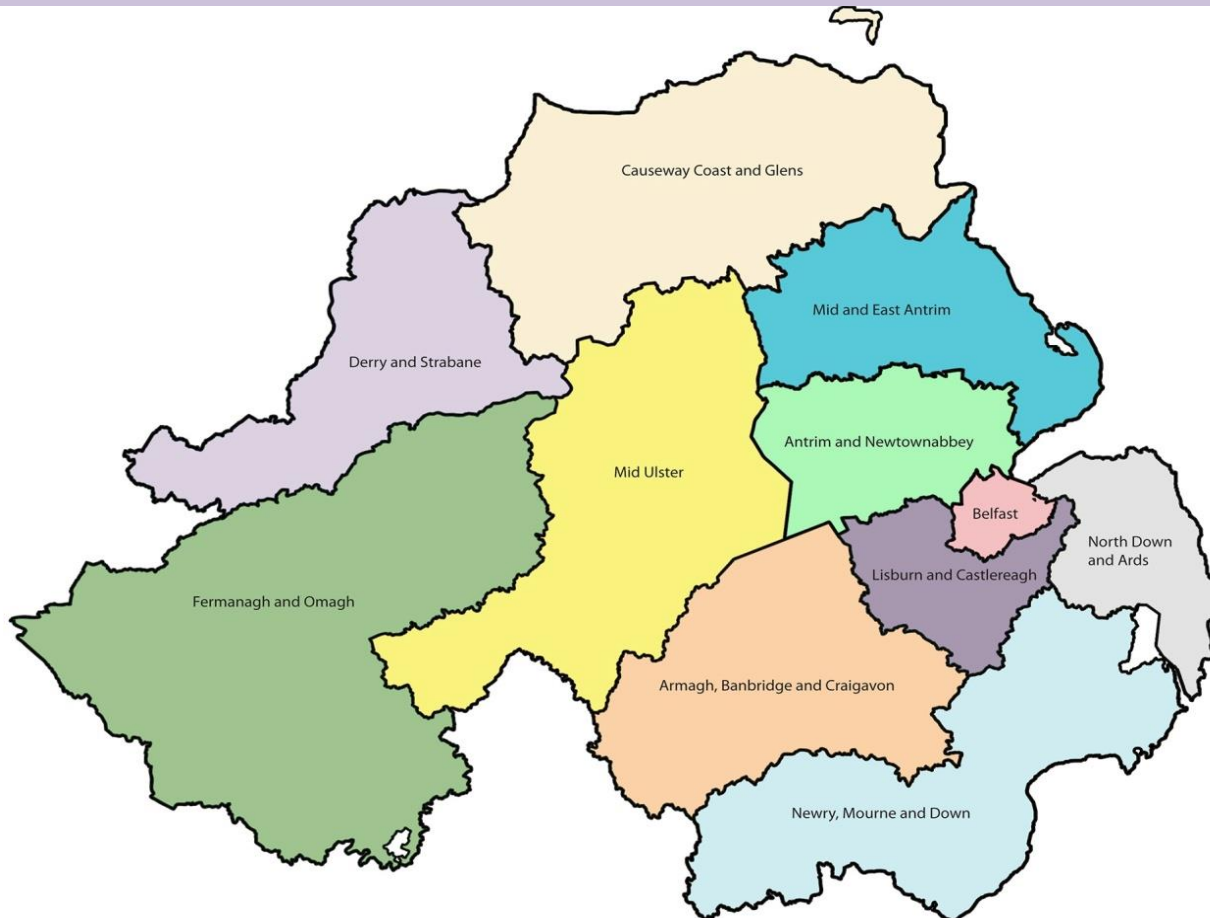 Causeway Coast and Glens
Mid and East Antrim
Derry and Strabane
Antrim and Newtownabbey
Mid Ulster
Belfast
North Down
and Ards
Lisburn and Castlereagh
Fermanagh and Omagh
Armagh, Banbridge and Craigavon
Newry, Mourne and Down